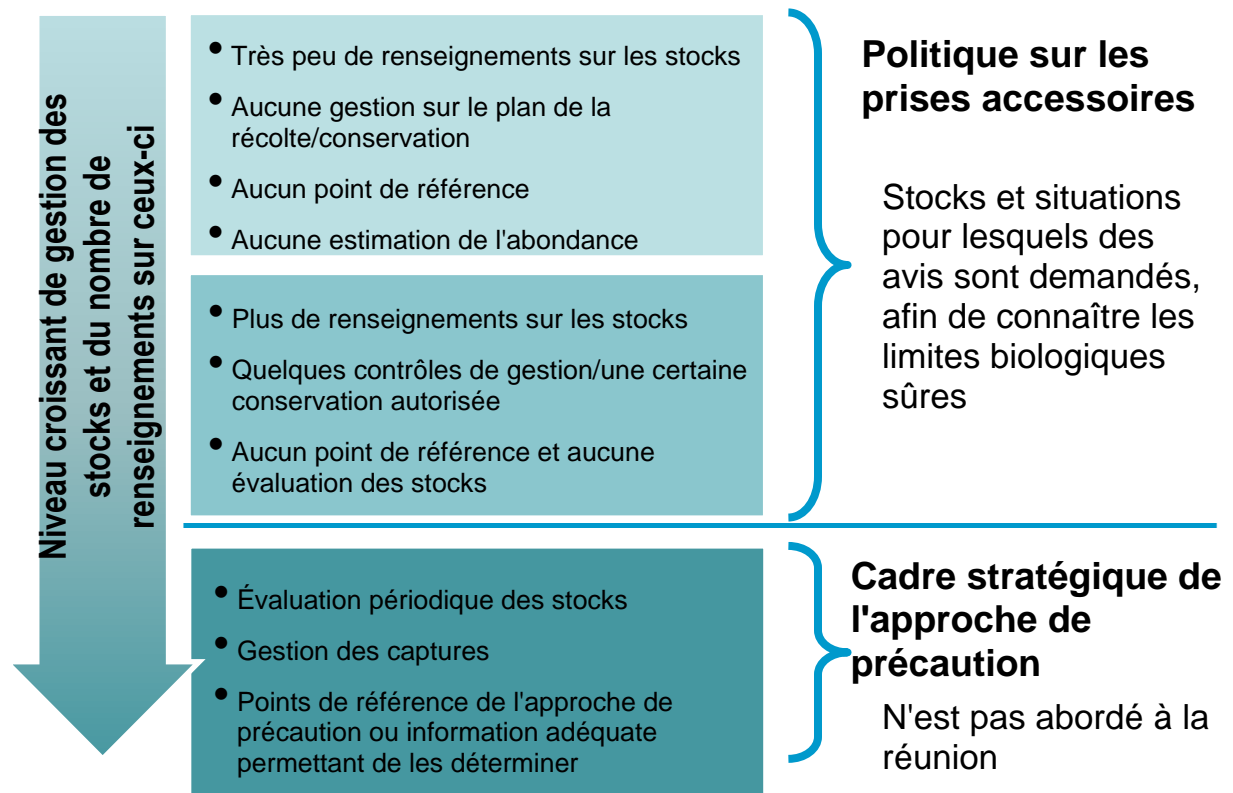 Niveau croissant de gestion des
stocks et du nombre de
renseignements sur ceux-ci
• Très peu de renseignements sur les stocks
• Aucune gestion sur le plan de la
récolte/conservation
• Aucun point de référence
• Aucune estimation de l'abondance
Politique sur les
prises accessoires
Stocks et situations
pour lesquels des
avis sont demandés,
afin de connaître les
limites biologiques
sûres
• Plus de renseignements sur les stocks
• Quelques contrôles de gestion/une certaine
conservation autorisée
• Aucun point de référence et aucune
évaluation des stocks
• Évaluation périodique des stocks
• Gestion des captures
• Points de référence de l'approche de
précaution ou information adéquate
permettant de les déterminer
Cadre stratégique de
l'approche de
précaution
N'est pas abordé à la
réunion